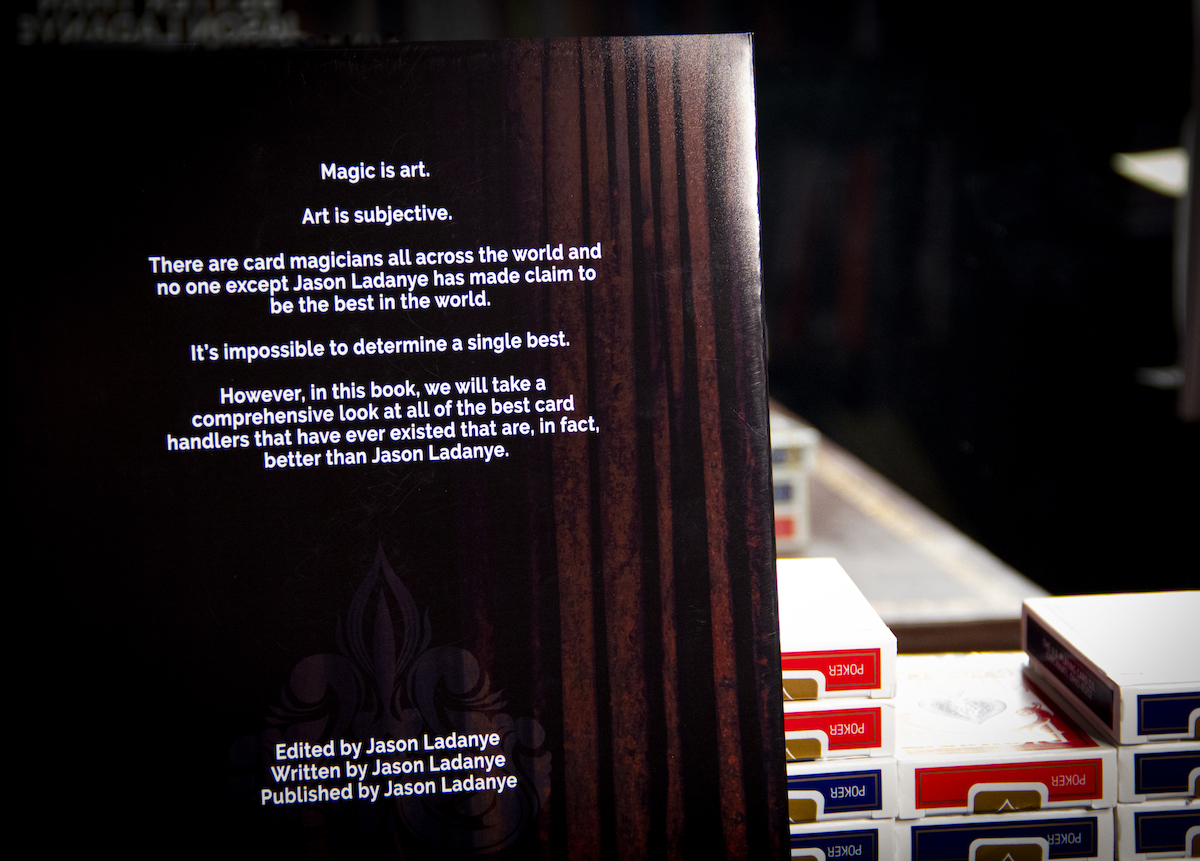 Magic is art.
Art is subjective.
There are card magicians all across the world and
no one except Jason Ladanye has made claim to
be the best in the world.
It's impossible to determine a single best.
However, in this book, we will take a
comprehensive look at all of the best card
handlers that have ever existed that are, in fact,
better than Jason Ladanye.
Edited by Jason Ladanye
Written by Jason Ladanye
Published by Jason Ladanye
POKER
POKER
POKER
POKER
POKER
POKER